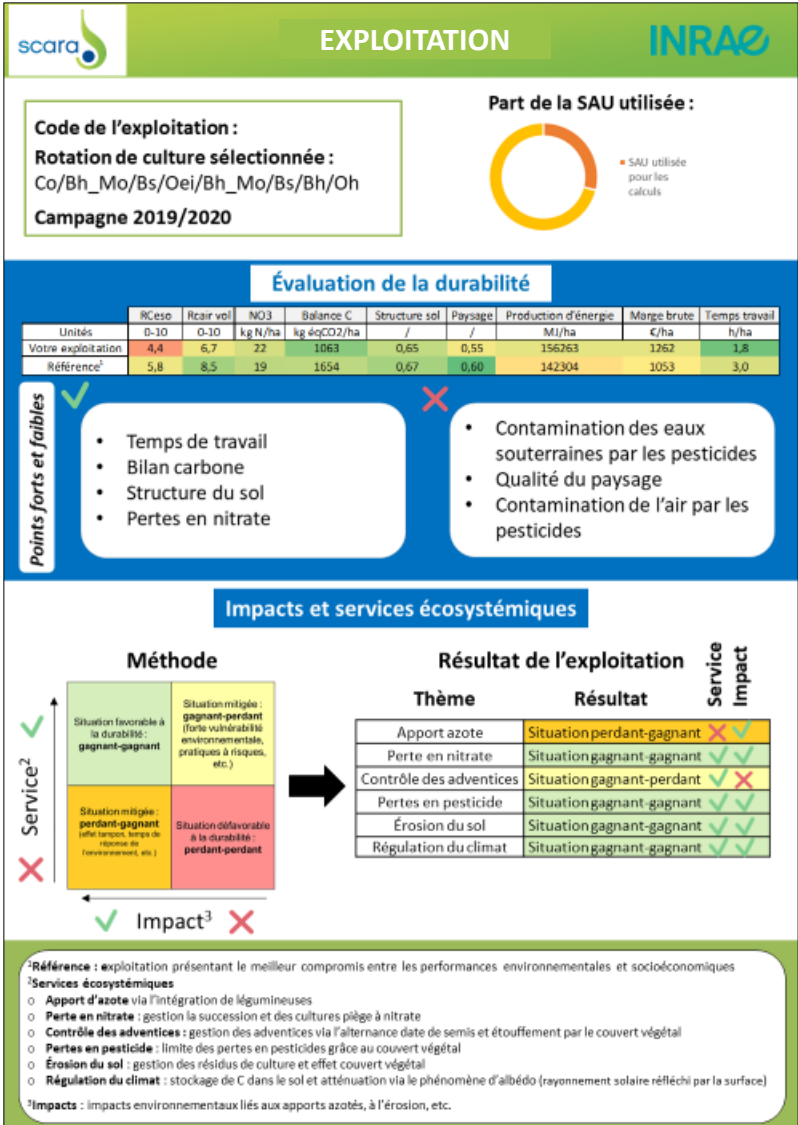 scara
EXPLOITATION
INRAE
Code de l'exploitation :
Rotation de culture sélectionnée :
Co/Bh_Mo/Bs/Oei/Bh_Mo/Bs/Bh/Oh
Campagne 2019/2020
Part de la SAU utilisée :
SAU utilisée
pour les
calculs
Évaluation de la durabilité
RCeso Rcair vol NO3 Balance C Structure sol Paysage Production d'énergie Marge brute Temps travail
Unités 0-10 0-10 kg N/ha kg éqCO2/ha / / MJ/ha €/ha h/ha
Votre exploitation 4,4 6,7 22 1063 0,65 0,55 156263 1262 1,8
Référence¹ 5,8 8,5 19 1654 0,67 0,60 142304 1053 3,0
Points forts et faibles
• Temps de travail
• Bilan carbone
• Structure du sol
• Pertes en nitrate
• Contamination des eaux
souterraines par les pesticides
• Qualité du paysage
• Contamination de l'air par les
pesticides
Impacts et services écosystémiques
Méthode
Service²
Situation favorable à
la durabilité :
gagnant-gagnant
Situation mitigée :
gagnant-perdant
(forte vulnérabilité
environnementale,
pratiques à risques,
etc.)
Situation mitigée :
perdant-gagnant
(effet tampon, temps de
réponse de
l'environnement, etc.)
Situation défavorable
à la durabilité :
perdant-perdant
Impact³
Résultat de l'exploitation
Thème Résultat Service Impact
Apport azote Situation perdant-gagnant
Perte en nitrate Situation gagnant-gagnant
Contrôle des adventices Situation gagnant-perdant
Pertes en pesticide Situation gagnant-gagnant
Érosion du sol Situation gagnant-gagnant
Régulation du climat Situation gagnant-gagnant
¹Référence : exploitation présentant le meilleur compromis entre les performances environnementales et socioéconomiques
²Services écosystémiques
o Apport d'azote via l'intégration de légumineuses
o Perte en nitrate : gestion la succession et des cultures piège à nitrate
o Contrôle des adventices : gestion des adventices via l'alternance date de semis et étouffement par le couvert végétal
o Pertes en pesticide : limite des pertes en pesticides grâce au couvert végétal
o Érosion du sol : gestion des résidus de culture et effet couvert végétal
o Régulation du climat : stockage de C dans le sol et atténuation via le phénomène d'albédo (rayonnement solaire réfléchi par la surface)
³Impacts : impacts environnementaux liés aux apports azotés, à l'érosion, etc.